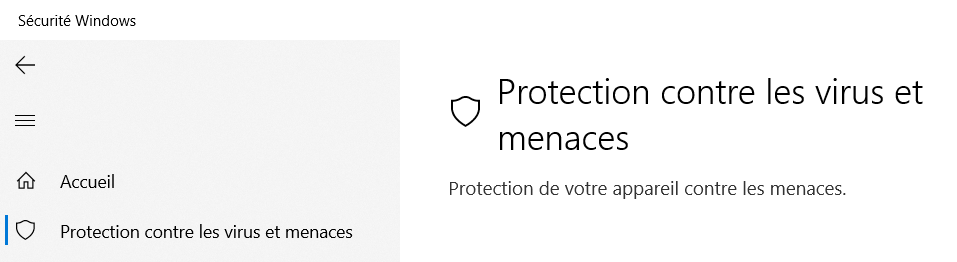 Sécurité Windows
Accueil
Protection contre les virus et menaces
Protection contre les virus et
menaces
Protection de votre appareil contre les menaces.